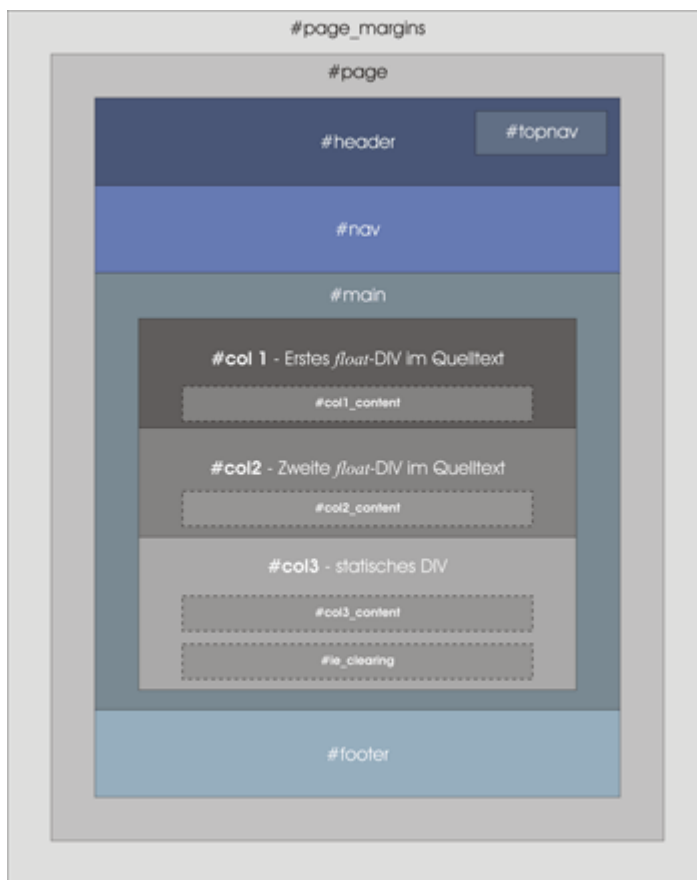 #page_margins
#page
#topnav
#header
#nav
#main
#col 1 - Erstes float-DIV im Quelltext
#col1_content
#col2 - Zweite float-DIV im Quelltext
#col2_content
#col3 - statisches DIV
#col3_content
#ie_clearing
#footer